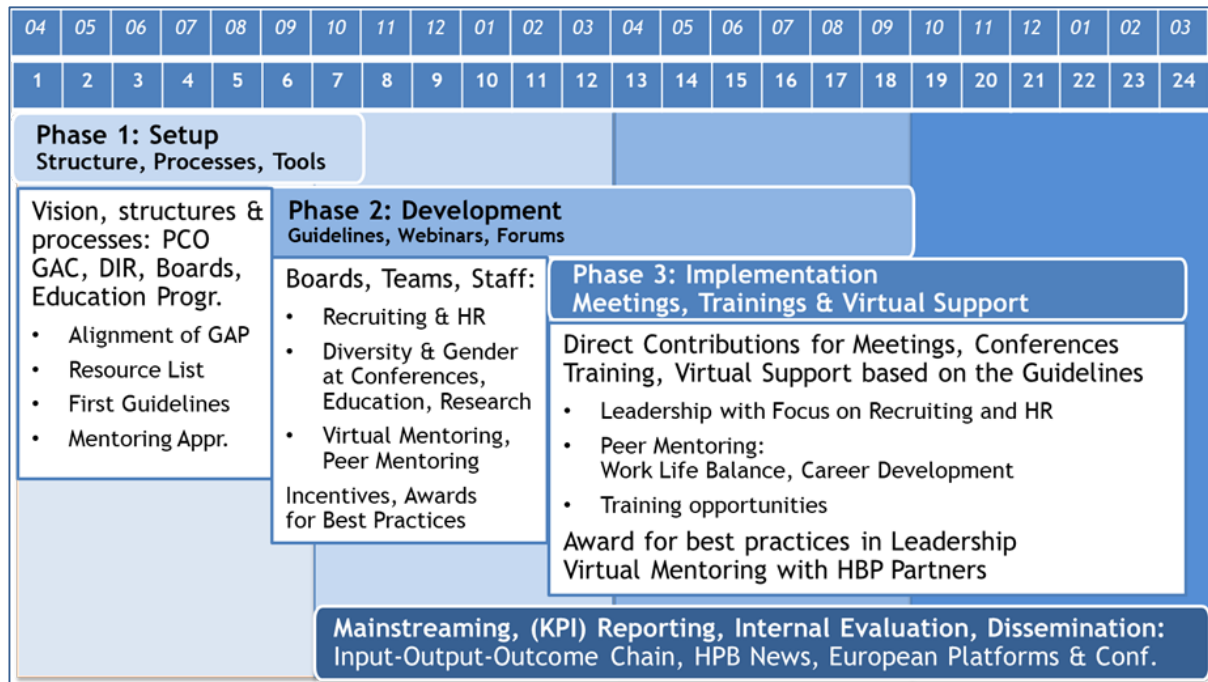 04 05 06 07 08 09 10 11 12 01 02 03 04 05 06 07 08 09 10 11 12 01 02 03
1 2 3 4 5 6 7 8 9 10 11 12 13 14 15 16 17 18 19 20 21 22 23 24
Phase 1: Setup
Structure, Processes, Tools
Vision, structures &
processes: PCO
GAC, DIR, Boards,
Education Progr.
• Alignment of GAP
• Resource List
• First Guidelines
• Mentoring Appr.
Phase 2: Development
Guidelines, Webinars, Forums
Boards, Teams, Staff:
• Recruiting & HR
• Diversity & Gender
at Conferences,
Education, Research
• Virtual Mentoring,
Peer Mentoring
Incentives, Awards
for Best Practices
Phase 3: Implementation
Meetings, Trainings & Virtual Support
Direct Contributions for Meetings, Conferences
Training, Virtual Support based on the Guidelines
• Leadership with Focus on Recruiting and HR
• Peer Mentoring:
Work Life Balance, Career Development
• Training opportunities
Award for best practices in Leadership
Virtual Mentoring with HBP Partners
Mainstreaming, (KPI) Reporting, Internal Evaluation, Dissemination:
Input-Output-Outcome Chain, HPB News, European Platforms & Conf.